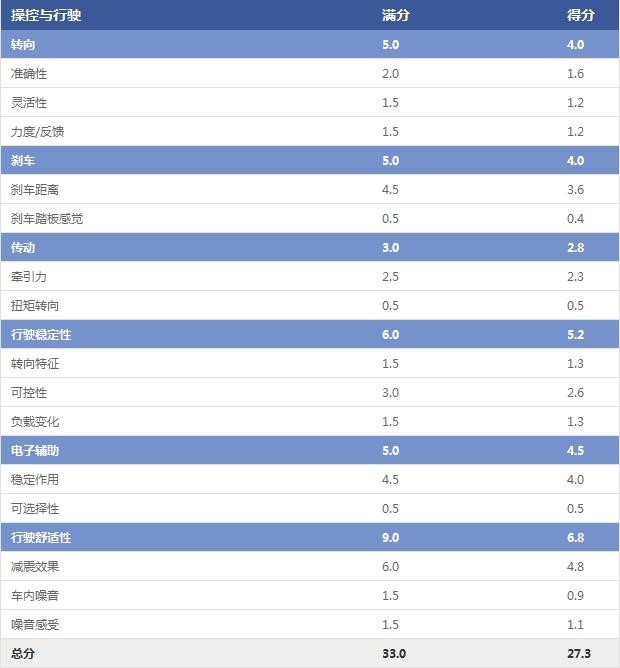 操控与行驶 满分 得分
转向 5.0 4.0
准确性 2.0 1.6
灵活性 1.5 1.2
力度/反馈 1.5 1.2
刹车 5.0 4.0
刹车距离 4.5 3.6
刹车踏板感觉 0.5 0.4
传动 3.0 2.8
牵引力 2.5 2.3
扭矩转向 0.5 0.5
行驶稳定性 6.0 5.2
转向特征 1.5 1.3
可控性 3.0 2.6
负载变化 1.5 1.3
电子辅助 5.0 4.5
稳定作用 4.5 4.0
可选择性 0.5 0.5
行驶舒适性 9.0 6.8
减震效果 6.0 4.8
车内噪音 1.5 0.9
噪音感受 1.5 1.1
总分 33.0 27.3